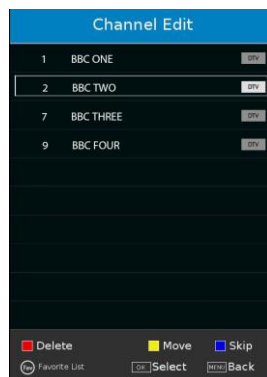 Channel Edit
1 BBC ONE DTV
2 BBC TWO DTV
7 BBC THREE DTV
9 BBC FOUR DTV
Delete Move Skip
Fav Favorite List OK Select MENU Back